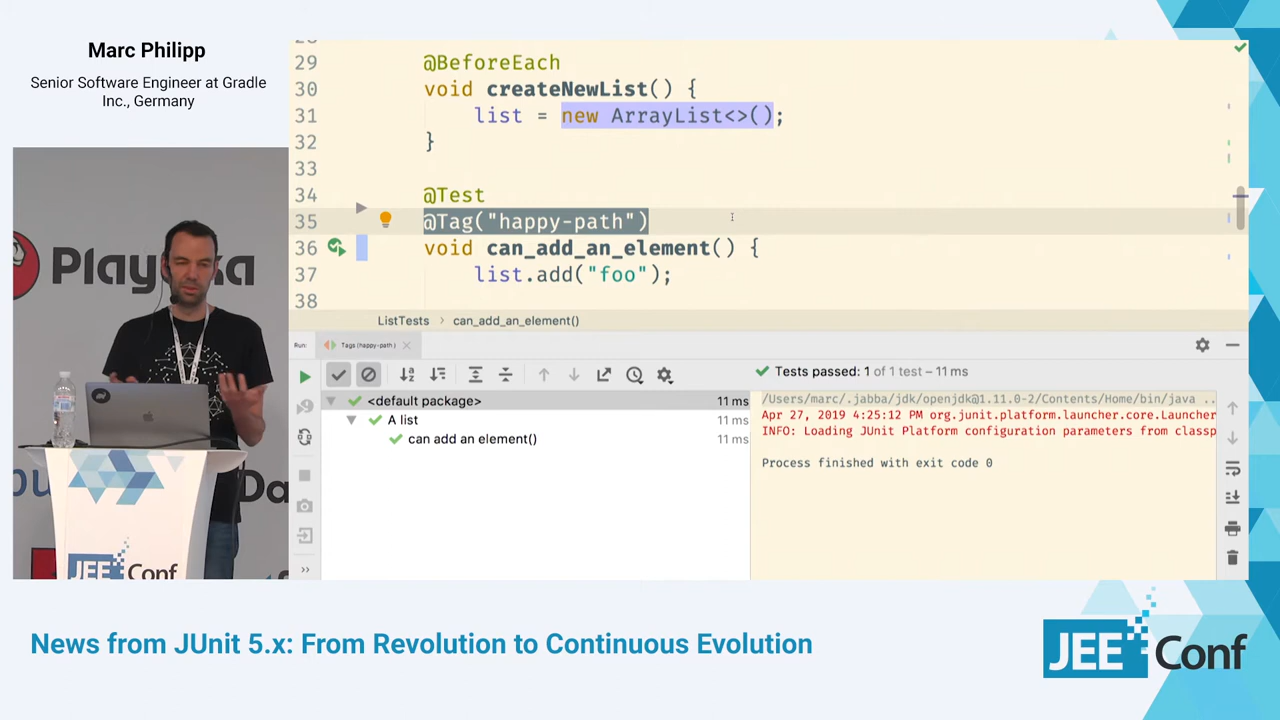 Marc Philipp
Senior Software Engineer at Gradle
Inc., Germany
29 @BeforeEach
30 void createNewList() {
31 list = new ArrayList<>();
32 }
33
34 @Test
35 @Tag("happy-path")
36 void can_add_an_element() {
37 list.add("foo");
38
ListTests can_add_an_element()
Run: Tags (happy-path)
Tests passed: 1 of 1 test – 11 ms
<default package> 11 ms
A list 11 ms
can add an element() 11 ms
/Users/marc/.jabba/jdk/openjdk@1.11.0-2/Contents/Home/bin/java ..
Apr 27, 2019 4:25:12 PM org.junit.platform.launcher.core.Launcher
INFO: Loading JUnit Platform configuration parameters from classp
Process finished with exit code 0
JEE Conf
News from JUnit 5.x: From Revolution to Continuous Evolution
JEE Conf